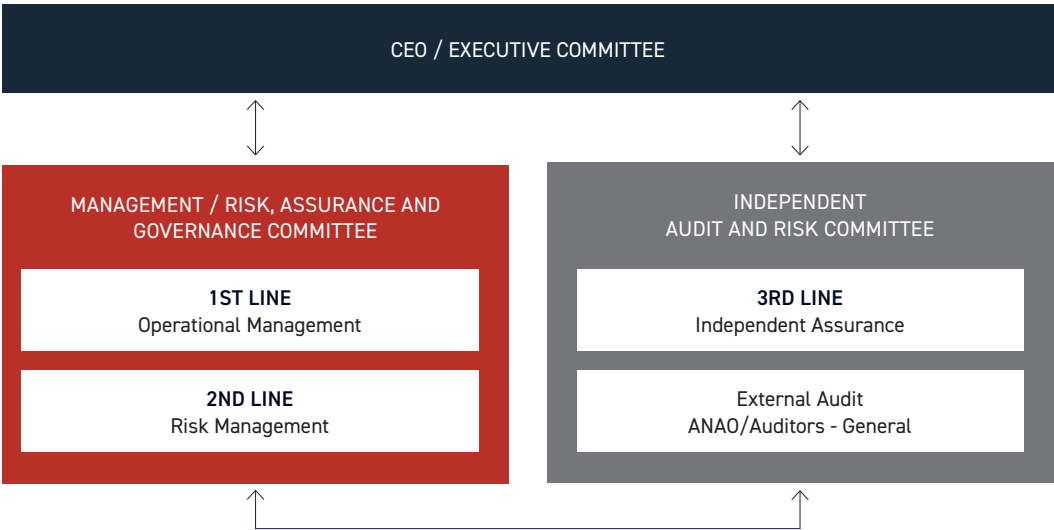 CEO / EXECUTIVE COMMITTEE
MANAGEMENT / RISK, ASSURANCE AND
GOVERNANCE COMMITTEE
1ST LINE
Operational Management
2ND LINE
Risk Management
INDEPENDENT
AUDIT AND RISK COMMITTEE
3RD LINE
Independent Assurance
External Audit
ANAO/Auditors - General